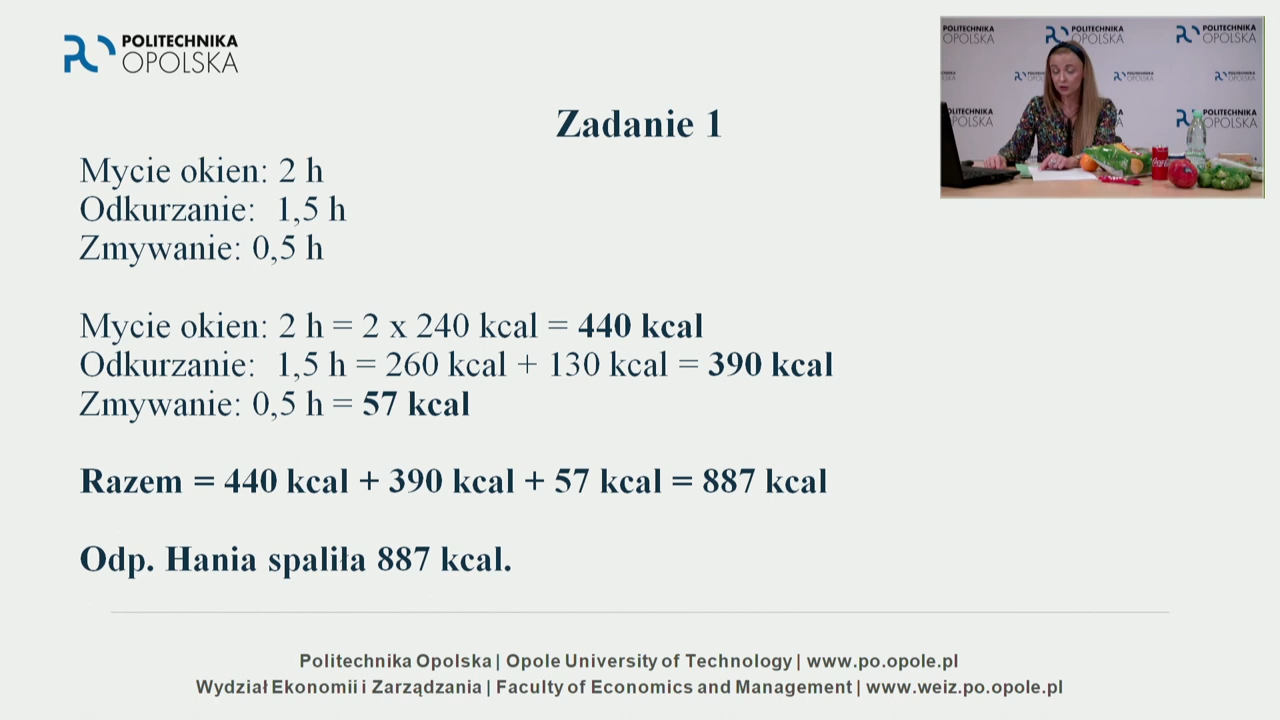 POLITECHNIKA
OPOLSKA
Zadanie 1
Mycie okien: 2 h
Odkurzanie: 1,5 h
Zmywanie: 0,5 h
Mycie okien: 2 h = 2 x 240 kcal = 440 kcal
Odkurzanie: 1,5 h = 260 kcal + 130 kcal = 390 kcal
Zmywanie: 0,5 h = 57 kcal
Razem = 440 kcal + 390 kcal + 57 kcal = 887 kcal
Odp. Hania spaliła 887 kcal.
Politechnika Opolska | Opole University of Technology | www.po.opole.pl
Wydział Ekonomii i Zarządzania | Faculty of Economics and Management | www.weiz.po.opole.pl